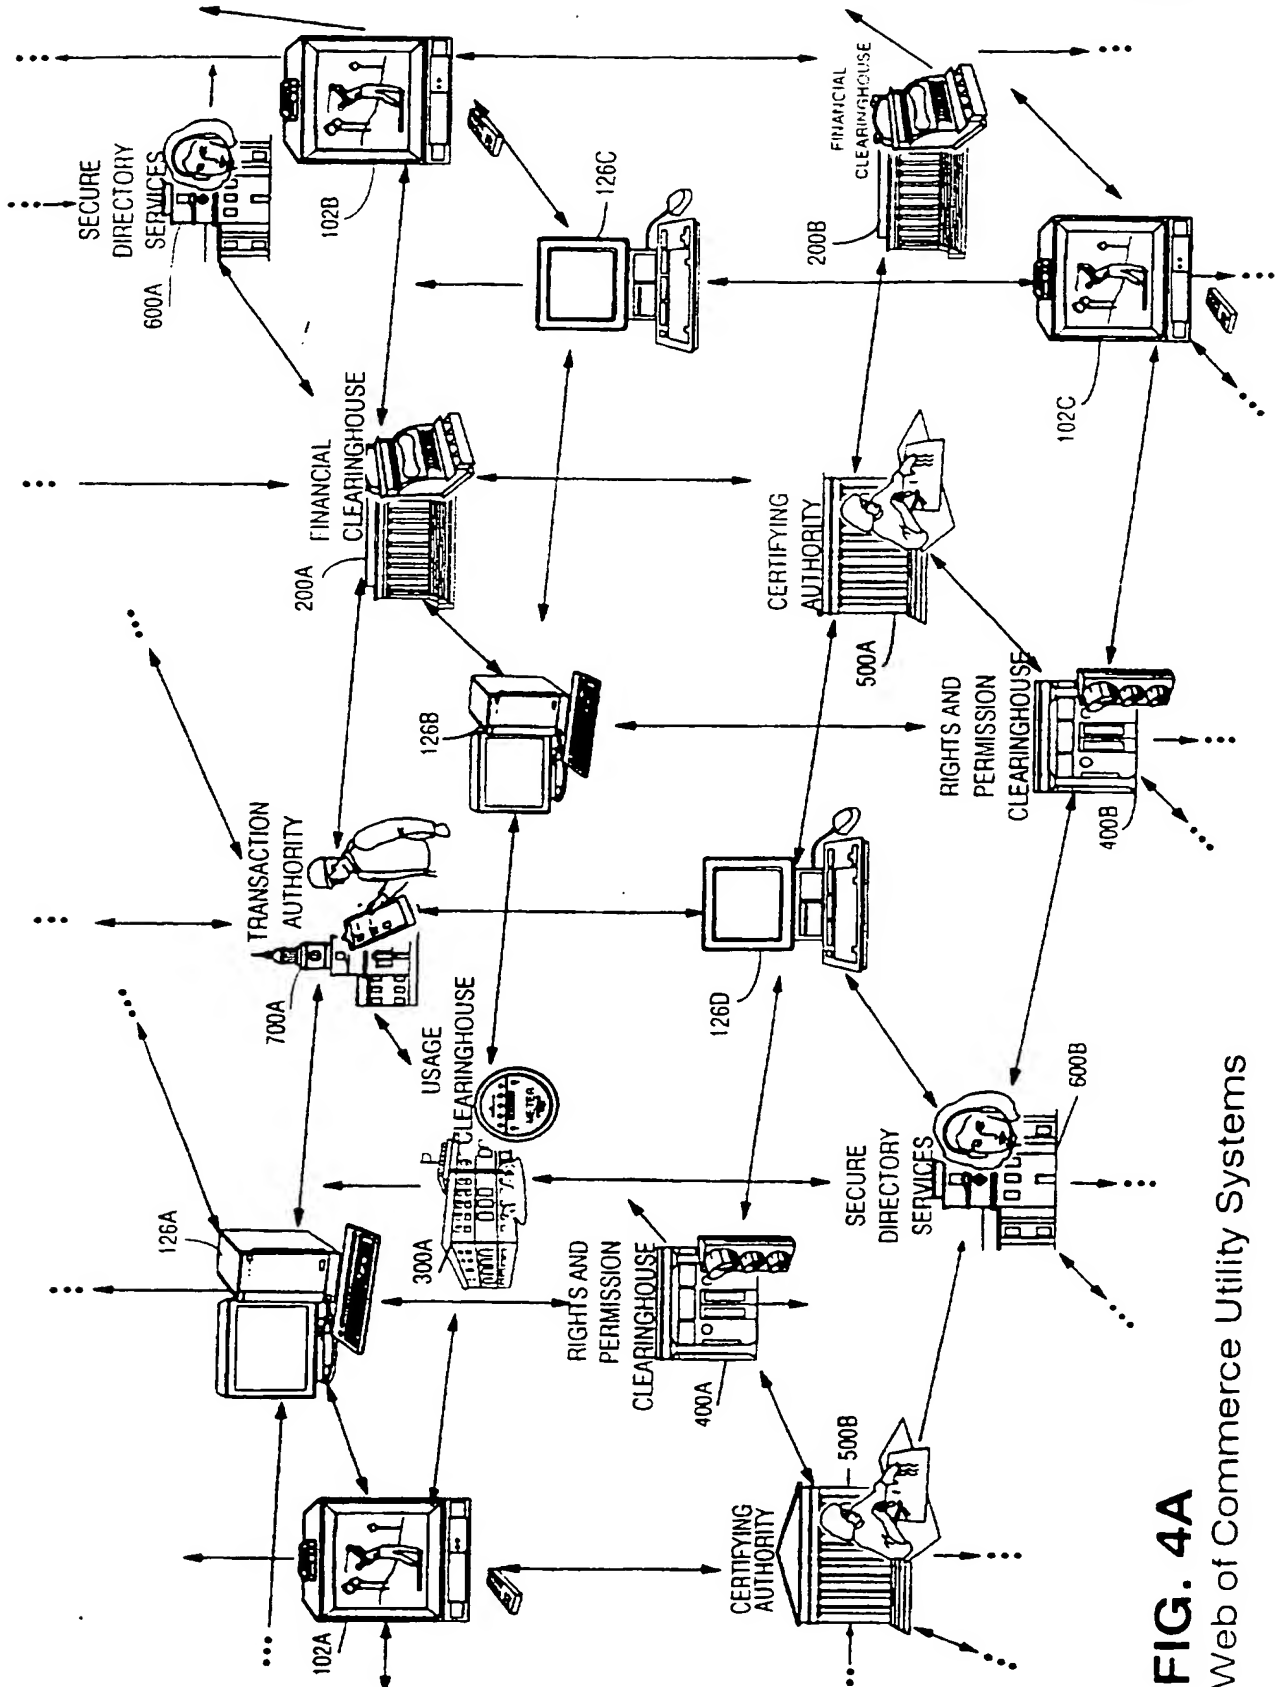 SECURE
DIRECTORY
SERVICES
600A
102B
126C
FINANCIAL
CLEARINGHOUSE
200B
102C
FINANCIAL
CLEARINGHOUSE
200A
CERTIFYING
AUTHORITY
500A
126B
RIGHTS AND
PERMISSION
CLEARINGHOUSE
400B
TRANSACTION
AUTHORITY
700A
126D
USAGE
CLEARINGHOUSE
METER
300A
SECURE
DIRECTORY
SERVICES
600B
126A
RIGHTS AND
PERMISSION
CLEARINGHOUSE
400A
102A
CERTIFYING
AUTHORITY
500B
FIG. 4A
Web of Commerce Utility Systems